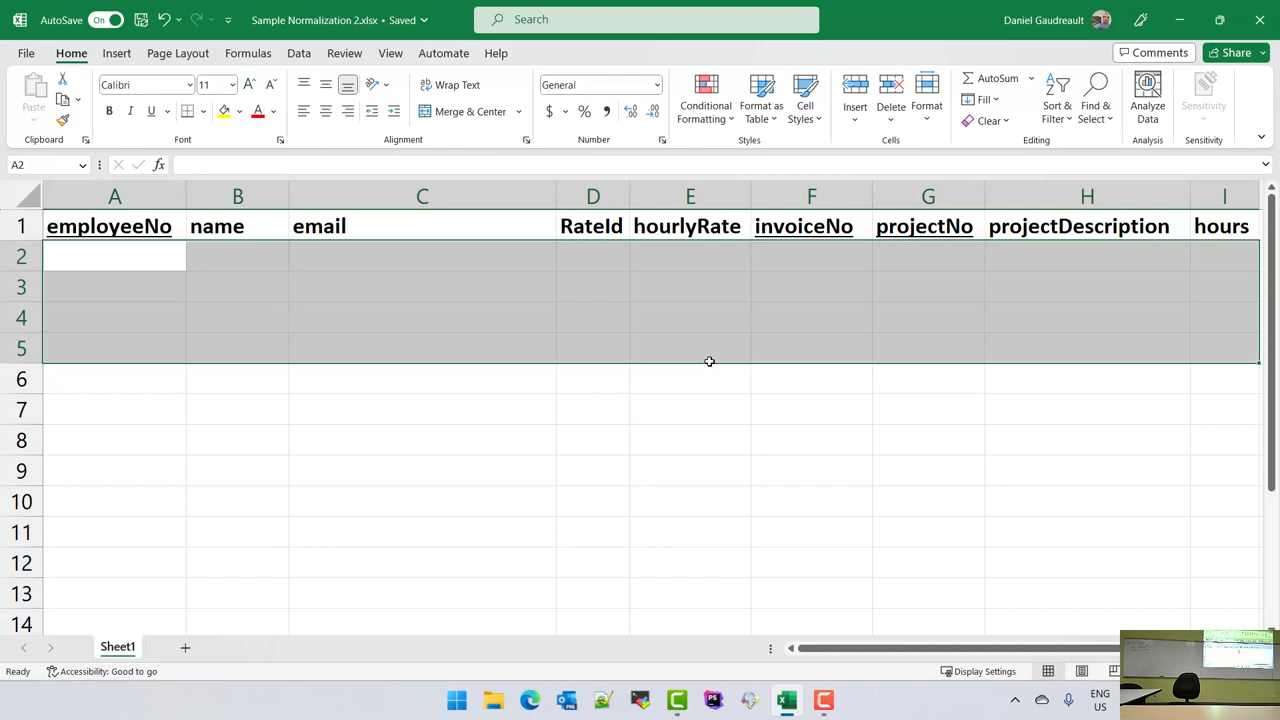 AutoSave On Sample Normalization 2.xlsx • Saved Search Daniel Gaudreault
File Home Insert Page Layout Formulas Data Review View Automate Help Comments Share
Paste Calibri 11 Wrap Text General Conditional Formatting Format as Table Cell Styles Insert Delete Format AutoSum Sort & Filter Find & Select Analyze Data Sensitivity
B I U A Merge & Center $ % , Fill
Clear
Clipboard Font Alignment Number Styles Cells Editing Analysis Sensitivity
A2 fx
A B C D E F G H I
1 employeeNo name email RateId hourlyRate invoiceNo projectNo projectDescription hours
2
3
4
5
6
7
8
9
10
11
12
13
14
Sheet1
Ready Accessibility: Good to go Display Settings
ENG
US